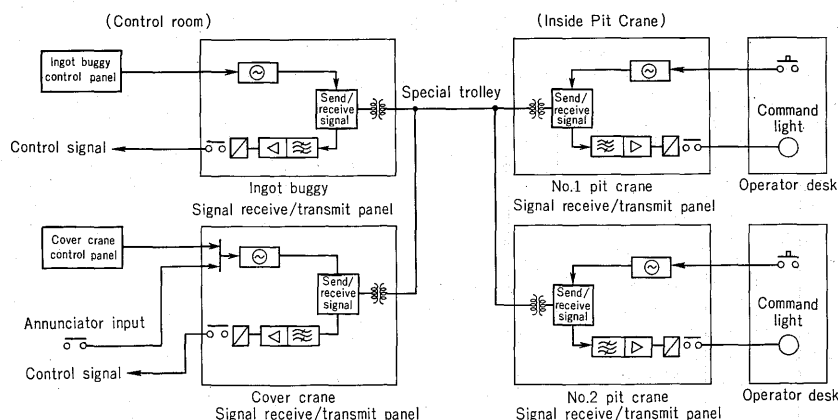 (Control room)
(Inside Pit Crane)
Ingot buggy
control panel
Send/
receive
signal
Special trolley
Control signal
Ingot buggy
Signal receive/transmit panel
Send/
receive
signal
Command
light
No.1 pit crane
Signal receive/transmit panel
Operator desk
Cover crane
control panel
Annunciator input
Control signal
Send/
receive
signal
Cover crane
Signal receive/transmit panel
Send/
receive
signal
Command
light
No.2 pit crane
Signal receive/transmit panel
Operator desk